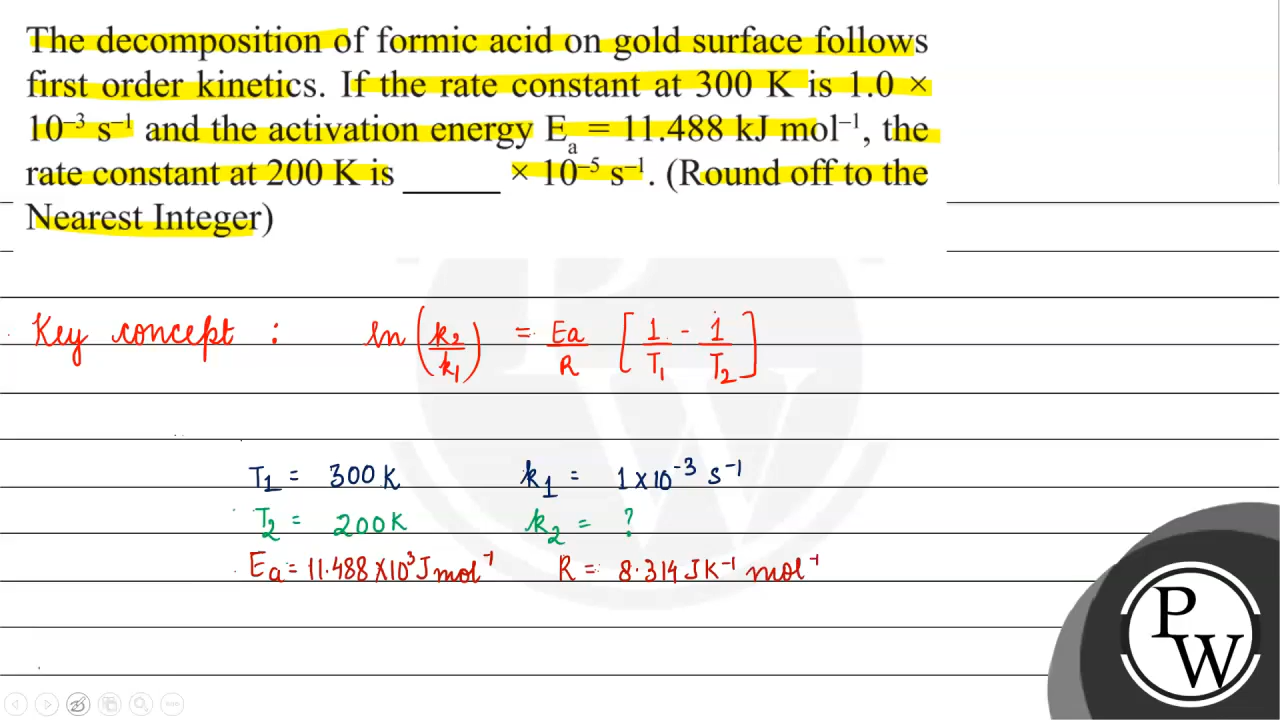 The decomposition of formic acid on gold surface follows
first order kinetics. If the rate constant at 300 K is 1.0 ×
10⁻³ s⁻¹ and the activation energy Eₐ = 11.488 kJ mol⁻¹, the
rate constant at 200 K is ______ × 10⁻⁵ s⁻¹. (Round off to the
Nearest Integer)
Key concept : ln(k₂/k₁) = Ea/R [1/T₁ - 1/T₂]
T₁ = 300 K k₁ = 1 × 10⁻³ s⁻¹
T₂ = 200 K k₂ = ?
Ea = 11.488 × 10³ J mol⁻¹ R = 8.314 J K⁻¹ mol⁻¹
P
W